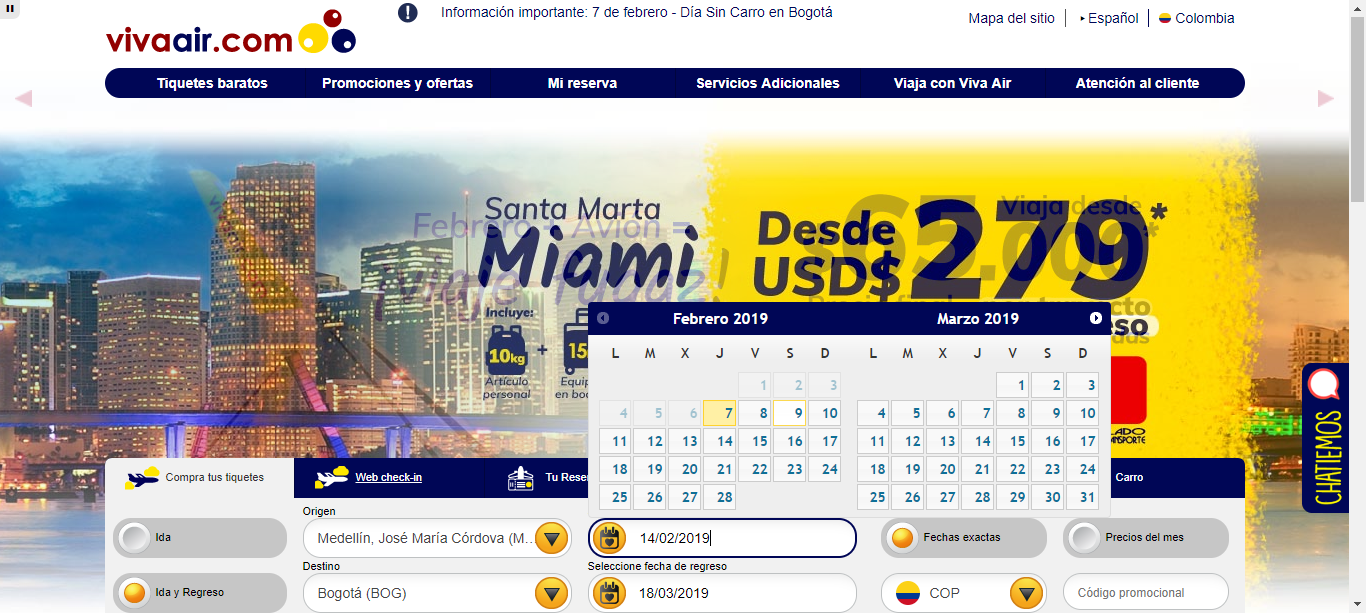 Información importante: 7 de febrero - Día Sin Carro en Bogotá
Mapa del sitio
Español
Colombia
vivaair.com
Tiquetes baratos
Promociones y ofertas
Mi reserva
Servicios Adicionales
Viaja con Viva Air
Atención al cliente
Santa Marta
Febrero + Avión =
Miami
Desde
USD$ 279*
Viaja desde
Incluye:
10kg
+
15
Artículo
personal
Equip
en bod
Febrero 2019
Marzo 2019
L M X J V S D
1 2 3
4 5 6 7 8 9 10
11 12 13 14 15 16 17
18 19 20 21 22 23 24
25 26 27 28
L M X J V S D
1 2 3
4 5 6 7 8 9 10
11 12 13 14 15 16 17
18 19 20 21 22 23 24
25 26 27 28 29 30 31
CHATIEMOS
Compra tus tiquetes
Web check-in
Tu Rese
Carro
Ida
Origen
Medellín, José María Córdova (M...
14/02/2019
Fechas exactas
Precios del mes
Ida y Regreso
Destino
Bogotá (BOG)
Seleccione fecha de regreso
18/03/2019
COP
Código promocional